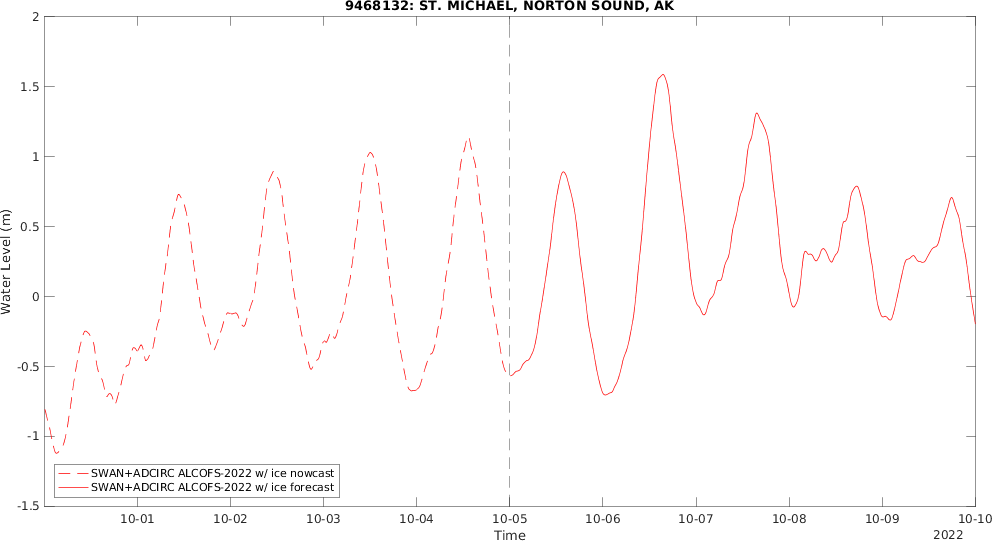 9468132: ST. MICHAEL, NORTON SOUND, AK
2
1.5
1
0.5
0
-0.5
-1
-1.5
Water Level (m)
SWAN+ADCIRC ALCOFS-2022 w/ ice nowcast
SWAN+ADCIRC ALCOFS-2022 w/ ice forecast
10-01 10-02 10-03 10-04 10-05 10-06 10-07 10-08 10-09 10-10
Time
2022